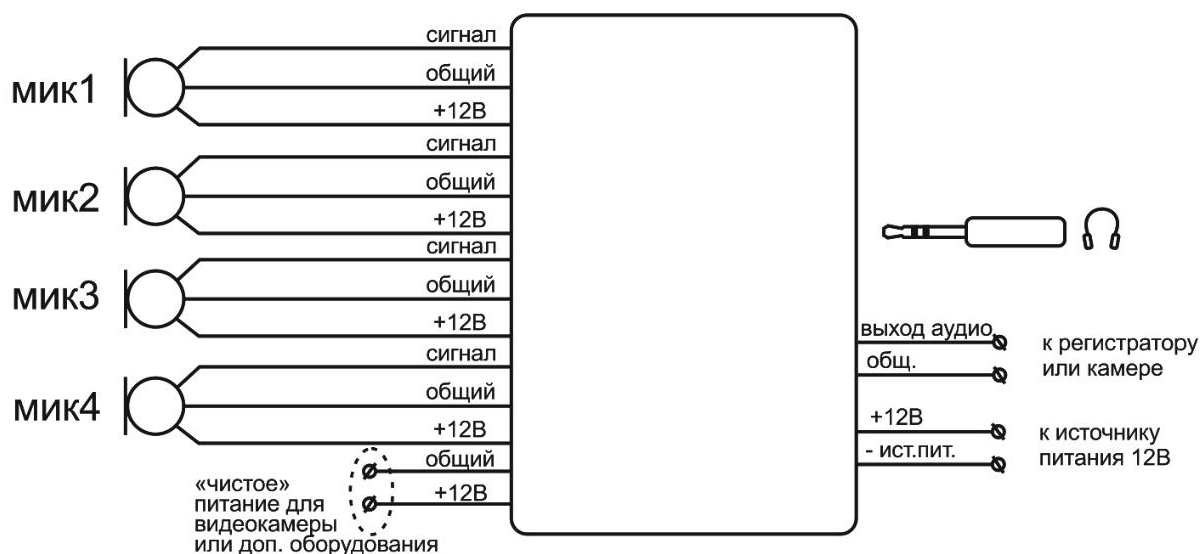 сигнал
мик1
общий
+12В
сигнал
мик2
общий
+12В
сигнал
мик3
общий
+12В
сигнал
мик4
общий
+12В
общий
+12В
«чистое»
питание для
видеокамеры
или доп. оборудования
выход аудио
общ.
к регистратору
или камере
+12В
- ист.пит.
к источнику
питания 12В